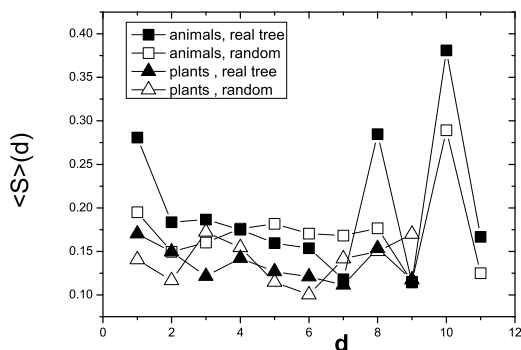 0.40
0.35
0.30
0.25
0.20
0.15
0.10
<S>(d)
animals, real tree
animals, random
plants , real tree
plants , random
0 2 4 6 8 10 12
d